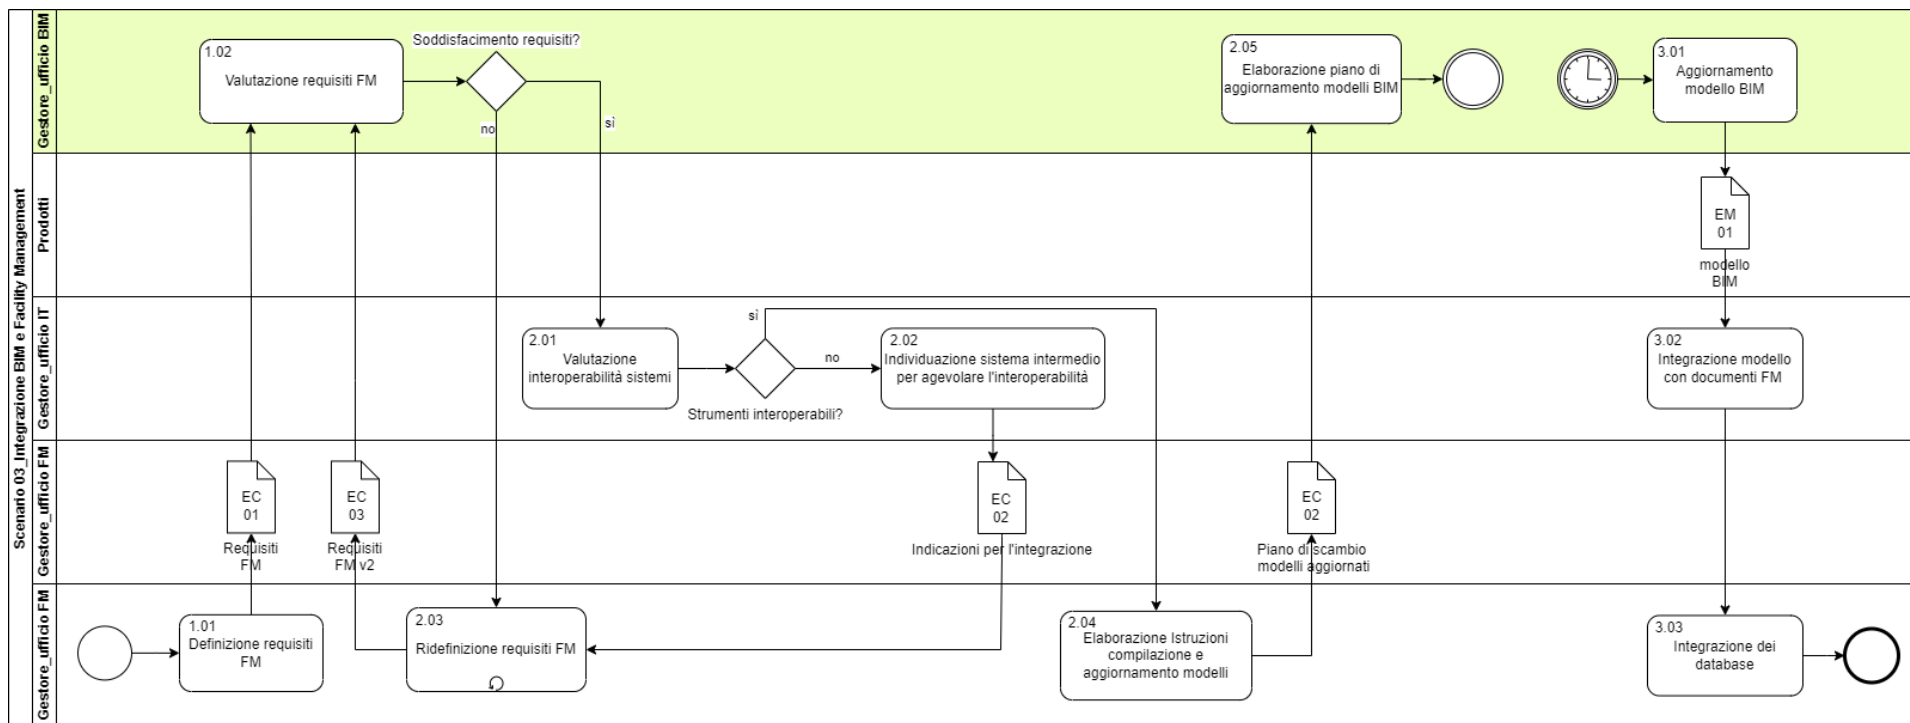 Scenario 03_Integrazione BIM e Facility Management
Gestore_ufficio BIM
1.02
Valutazione requisiti FM
Soddisfacimento requisiti?
no
sì
2.05
Elaborazione piano di
aggiornamento modelli BIM
3.01
Aggiornamento
modello BIM
Prodotti
EM
01
modello
BIM
Gestore_ufficio IT
2.01
Valutazione
interoperabilità sistemi
sì
no
Strumenti interoperabili?
2.02
Individuazione sistema intermedio
per agevolare l'interoperabilità
3.02
Integrazione modello
con documenti FM
Gestore_ufficio FM
EC
01
Requisiti
FM
EC
03
Requisiti
FM v2
EC
02
Indicazioni per l'integrazione
EC
02
Piano di scambio
modelli aggiornati
Gestore_ufficio FM
1.01
Definizione requisiti
FM
2.03
Ridefinizione requisiti FM
2.04
Elaborazione Istruzioni
compilazione e
aggiornamento modelli
3.03
Integrazione dei
database